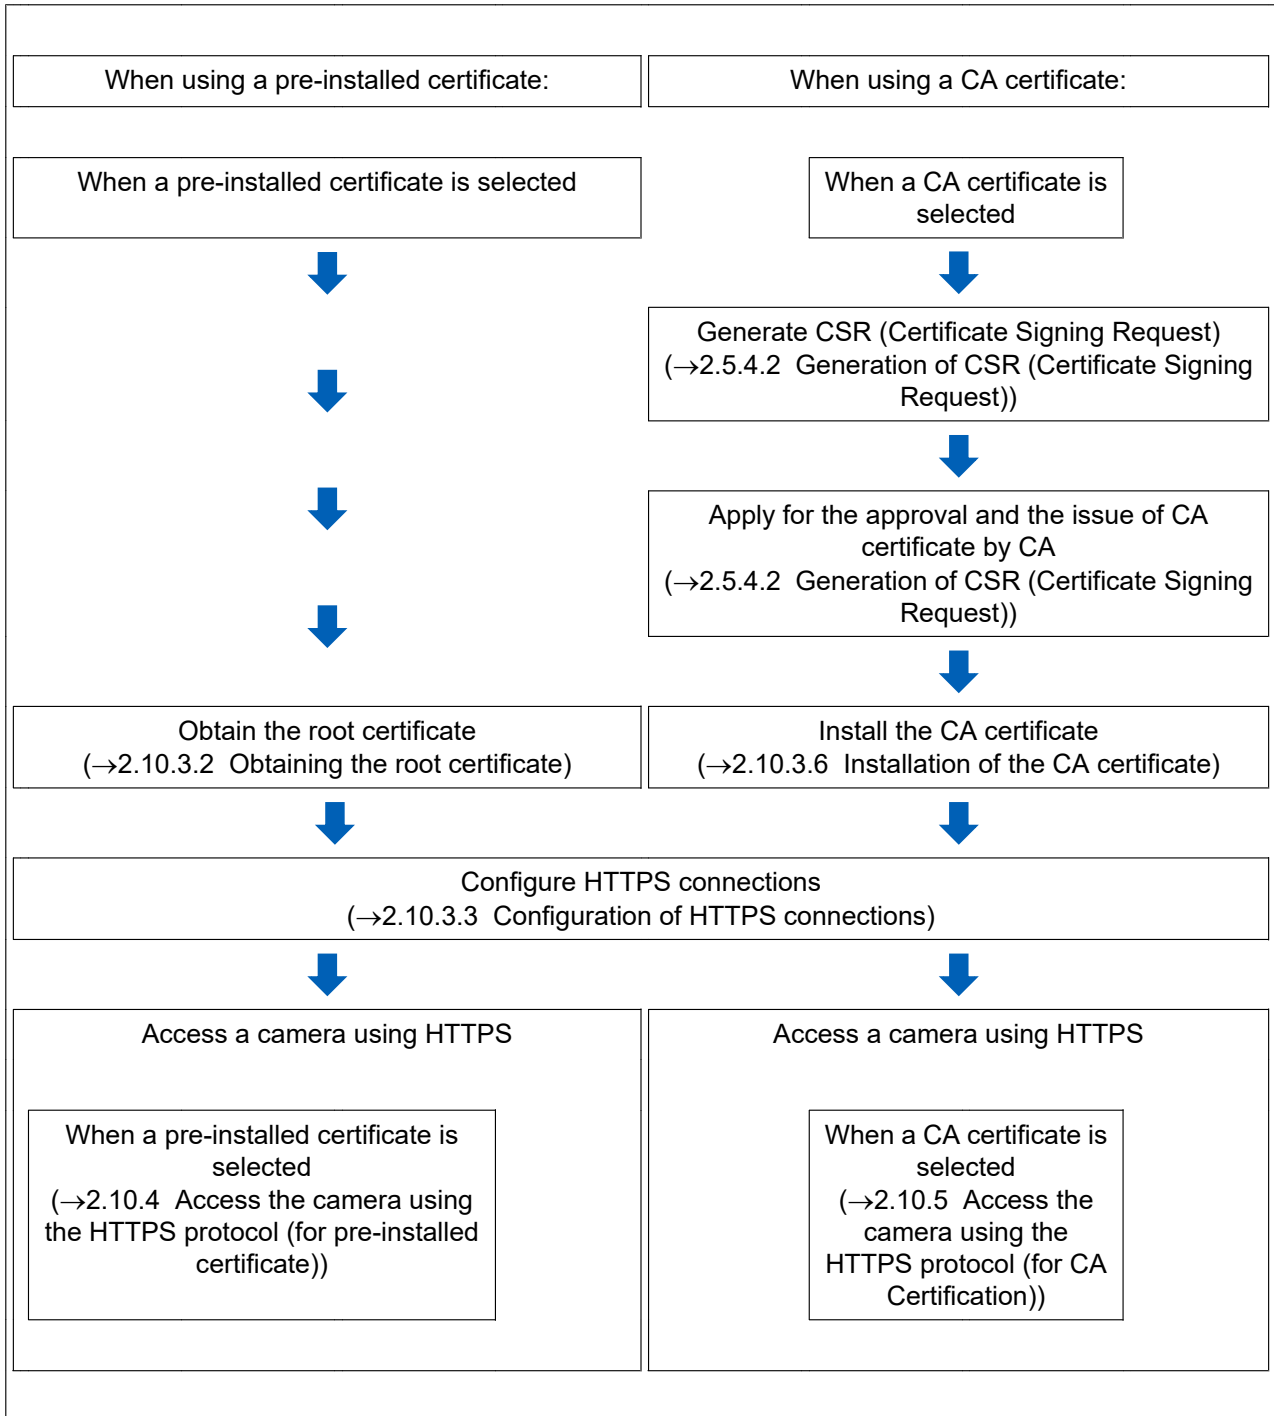 When using a pre-installed certificate:
When using a CA certificate:
When a pre-installed certificate is selected
When a CA certificate is
selected
Generate CSR (Certificate Signing Request)
(→2.5.4.2 Generation of CSR (Certificate Signing
Request))
Apply for the approval and the issue of CA
certificate by CA
(→2.5.4.2 Generation of CSR (Certificate Signing
Request))
Obtain the root certificate
(→2.10.3.2 Obtaining the root certificate)
Install the CA certificate
(→2.10.3.6 Installation of the CA certificate)
Configure HTTPS connections
(→2.10.3.3 Configuration of HTTPS connections)
Access a camera using HTTPS
When a pre-installed certificate is
selected
(→2.10.4 Access the camera using
the HTTPS protocol (for pre-installed
certificate))
Access a camera using HTTPS
When a CA certificate is
selected
(→2.10.5 Access the
camera using the
HTTPS protocol (for CA
Certification))